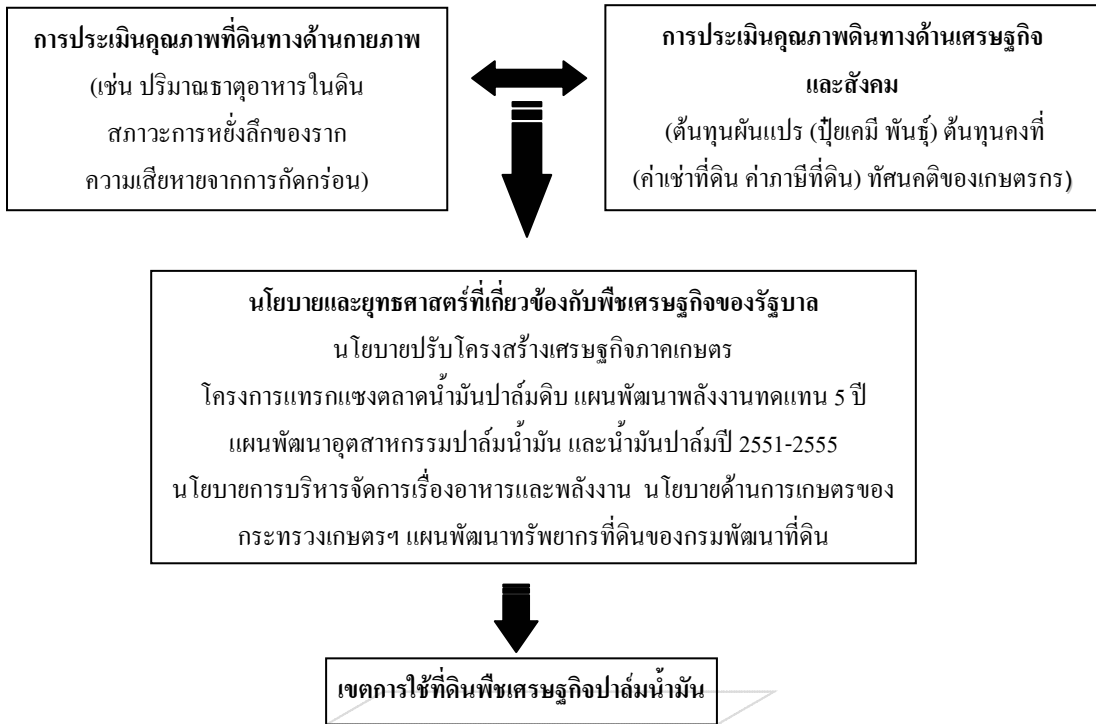 การประเมินคุณภาพที่ดินทางด้านกายภาพ
(เช่น ปริมาณธาตุอาหารในดิน
สภาวะการหยั่งลึกของราก
ความเสียหายจากการกัดกร่อน)
การประเมินคุณภาพดินทางด้านเศรษฐกิจ
และสังคม
(ต้นทุนผันแปร (ปุ๋ยเคมี พันธุ์) ต้นทุนคงที่
(ค่าเช่าที่ดิน ค่าภาษีที่ดิน) ทัศนคติของเกษตรกร)
นโยบายและยุทธศาสตร์ที่เกี่ยวข้องกับพืชเศรษฐกิจของรัฐบาล
นโยบายปรับโครงสร้างเศรษฐกิจภาคเกษตร
โครงการแทรกแซงตลาดน้ำมันปาล์มดิบ แผนพัฒนาพลังงานทดแทน 5 ปี
แผนพัฒนาอุตสาหกรรมปาล์มน้ำมัน และน้ำมันปาล์มปี 2551-2555
นโยบายการบริหารจัดการเรื่องอาหารและพลังงาน นโยบายด้านการเกษตรของ
กระทรวงเกษตรฯ แผนพัฒนาทรัพยากรที่ดินของกรมพัฒนาที่ดิน
เขตการใช้ที่ดินพืชเศรษฐกิจปาล์มน้ำมัน